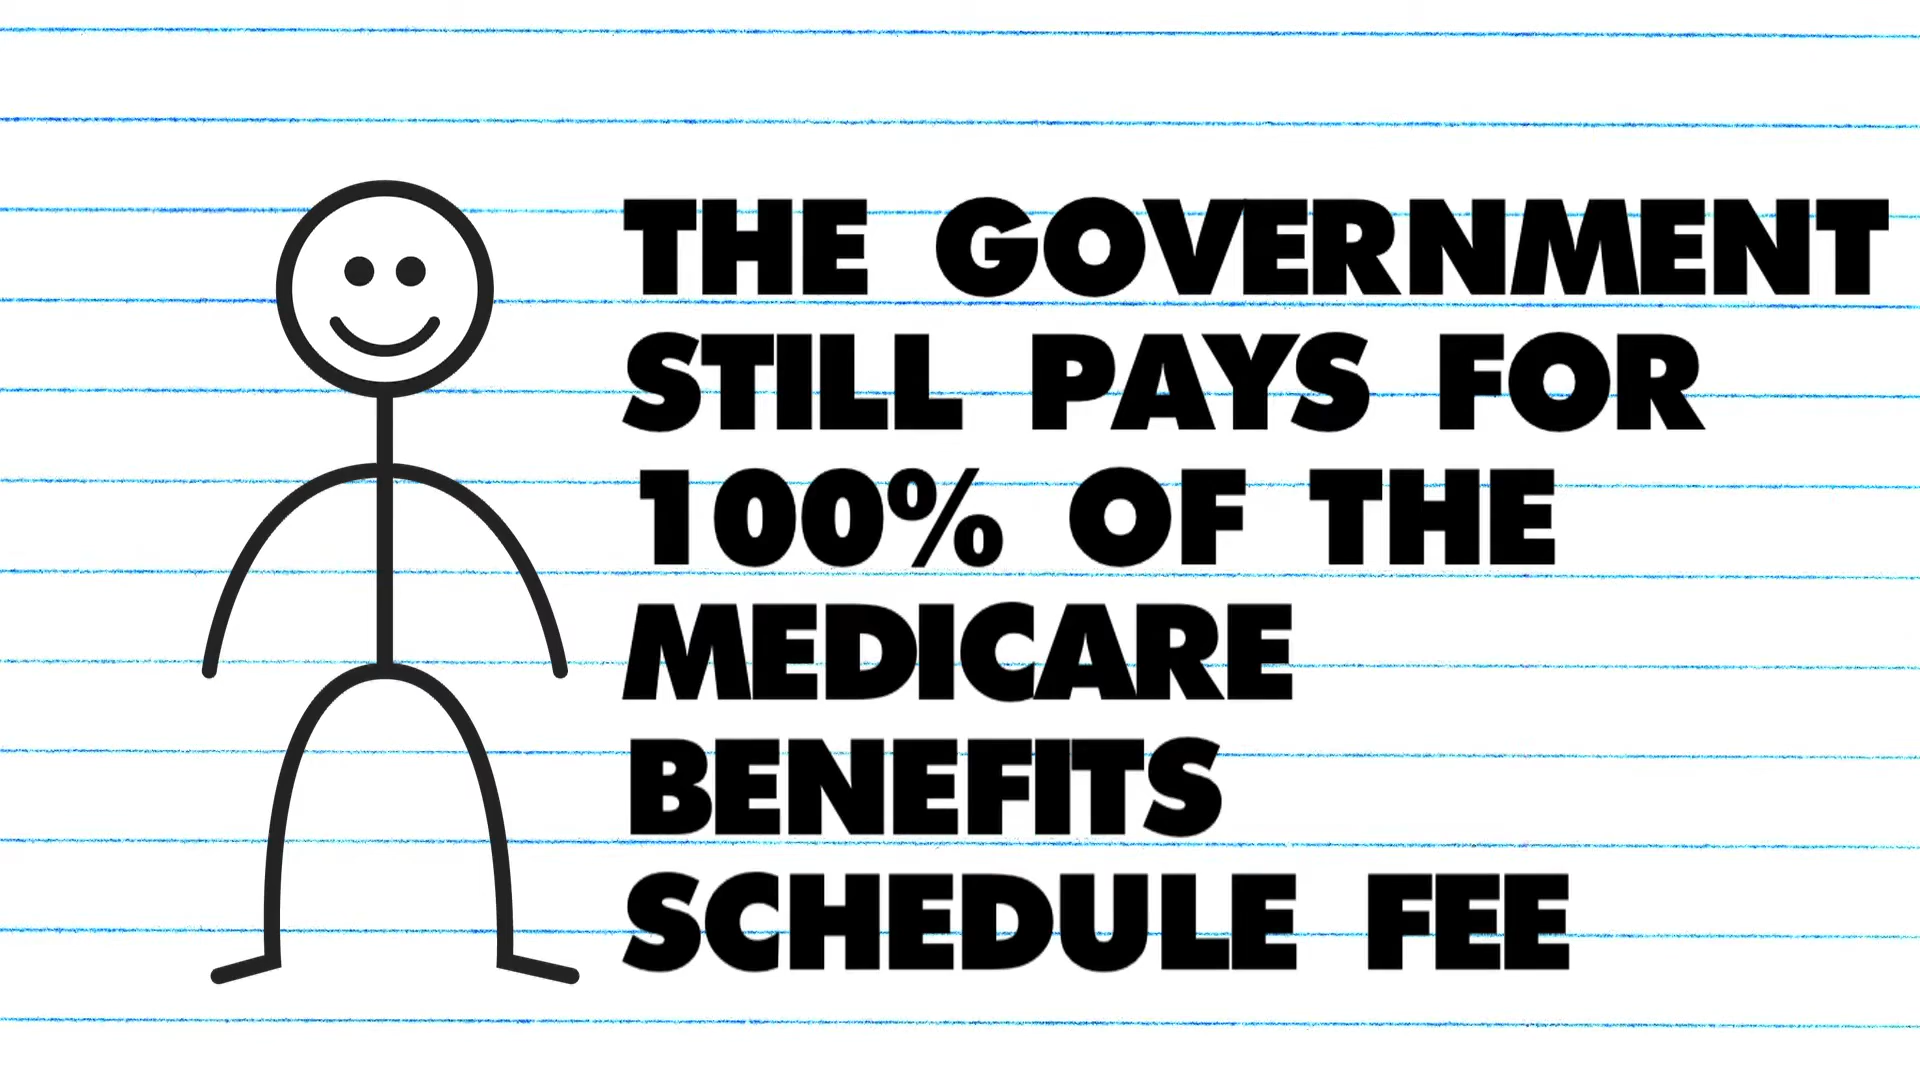 THE GOVERNMENT
STILL PAYS FOR
100% OF THE
MEDICARE
BENEFITS
SCHEDULE FEE